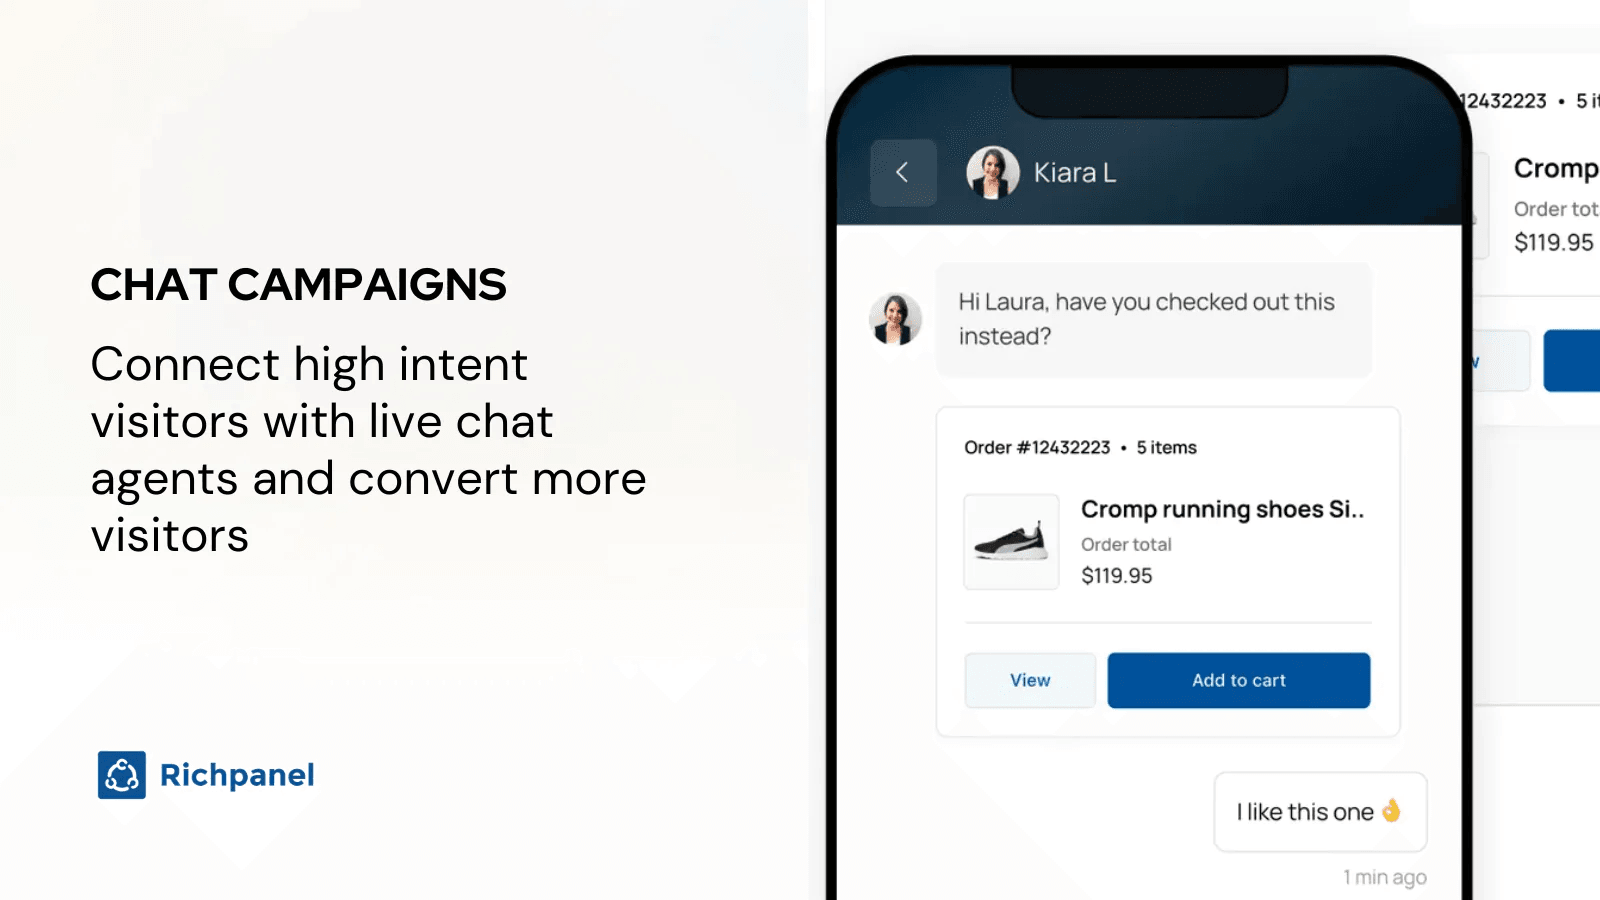 CHAT CAMPAIGNS
Connect high intent
visitors with live chat
agents and convert more
visitors
Richpanel
Kiara L
Hi Laura, have you checked out this
instead?
Order #12432223 • 5 items
Cromp running shoes Si..
Order total
$119.95
View
Add to cart
I like this one 👌
1 min ago
12432223 • 5 it
Cromp
Order tot
$119.95